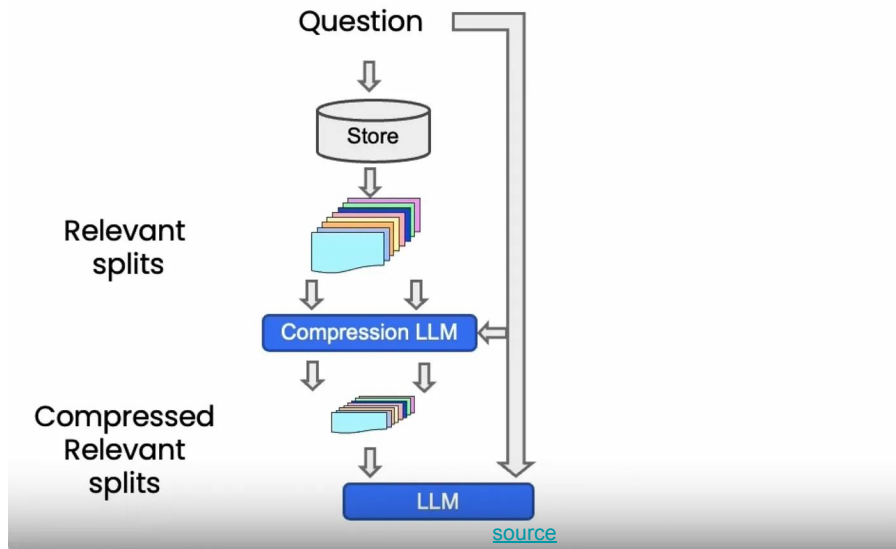 Question
Store
Relevant
splits
Compression LLM
Compressed
Relevant
splits
LLM
source